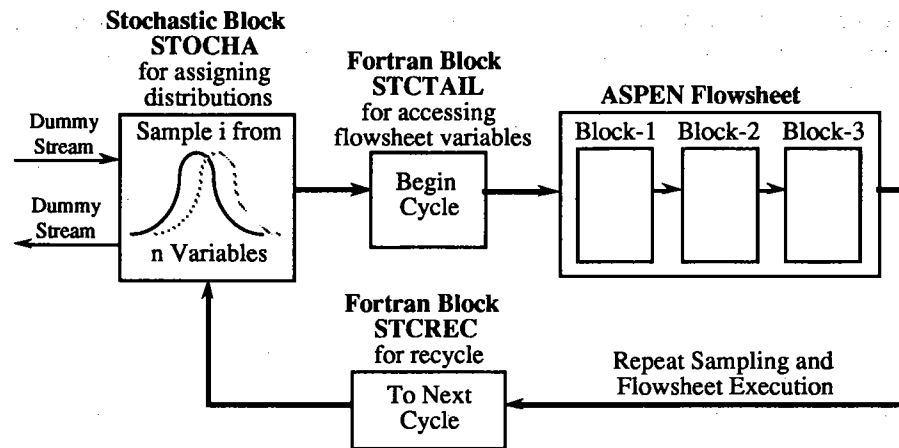 Stochastic Block
STOCHA
for assigning
distributions
Dummy
Stream
Dummy
Stream
Sample i from
n Variables
Fortran Block
STCTAIL
for accessing
flowsheet variables
Begin
Cycle
ASPEN Flowsheet
Block-1 Block-2 Block-3
Fortran Block
STCREC
for recycle
To Next
Cycle
Repeat Sampling and
Flowsheet Execution